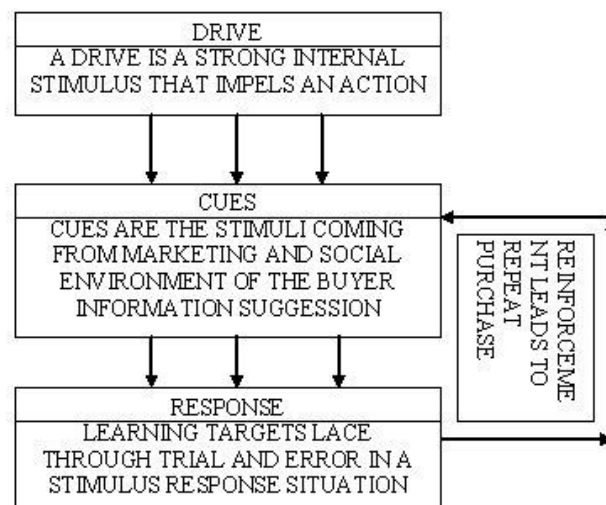 DRIVE
A DRIVE IS A STRONG INTERNAL
STIMULUS THAT IMPELS AN ACTION
CUES
CUES ARE THE STIMULI COMING
FROM MARKETING AND SOCIAL
ENVIRONMENT OF THE BUYER
INFORMATION SUGGESSION
REINFORCEME
NT LEADS TO
REPEAT
PURCHASE
RESPONSE
LEARNING TARGETS LACE
THROUGH TRIAL AND ERROR IN A
STIMULUS RESPONSE SITUATION